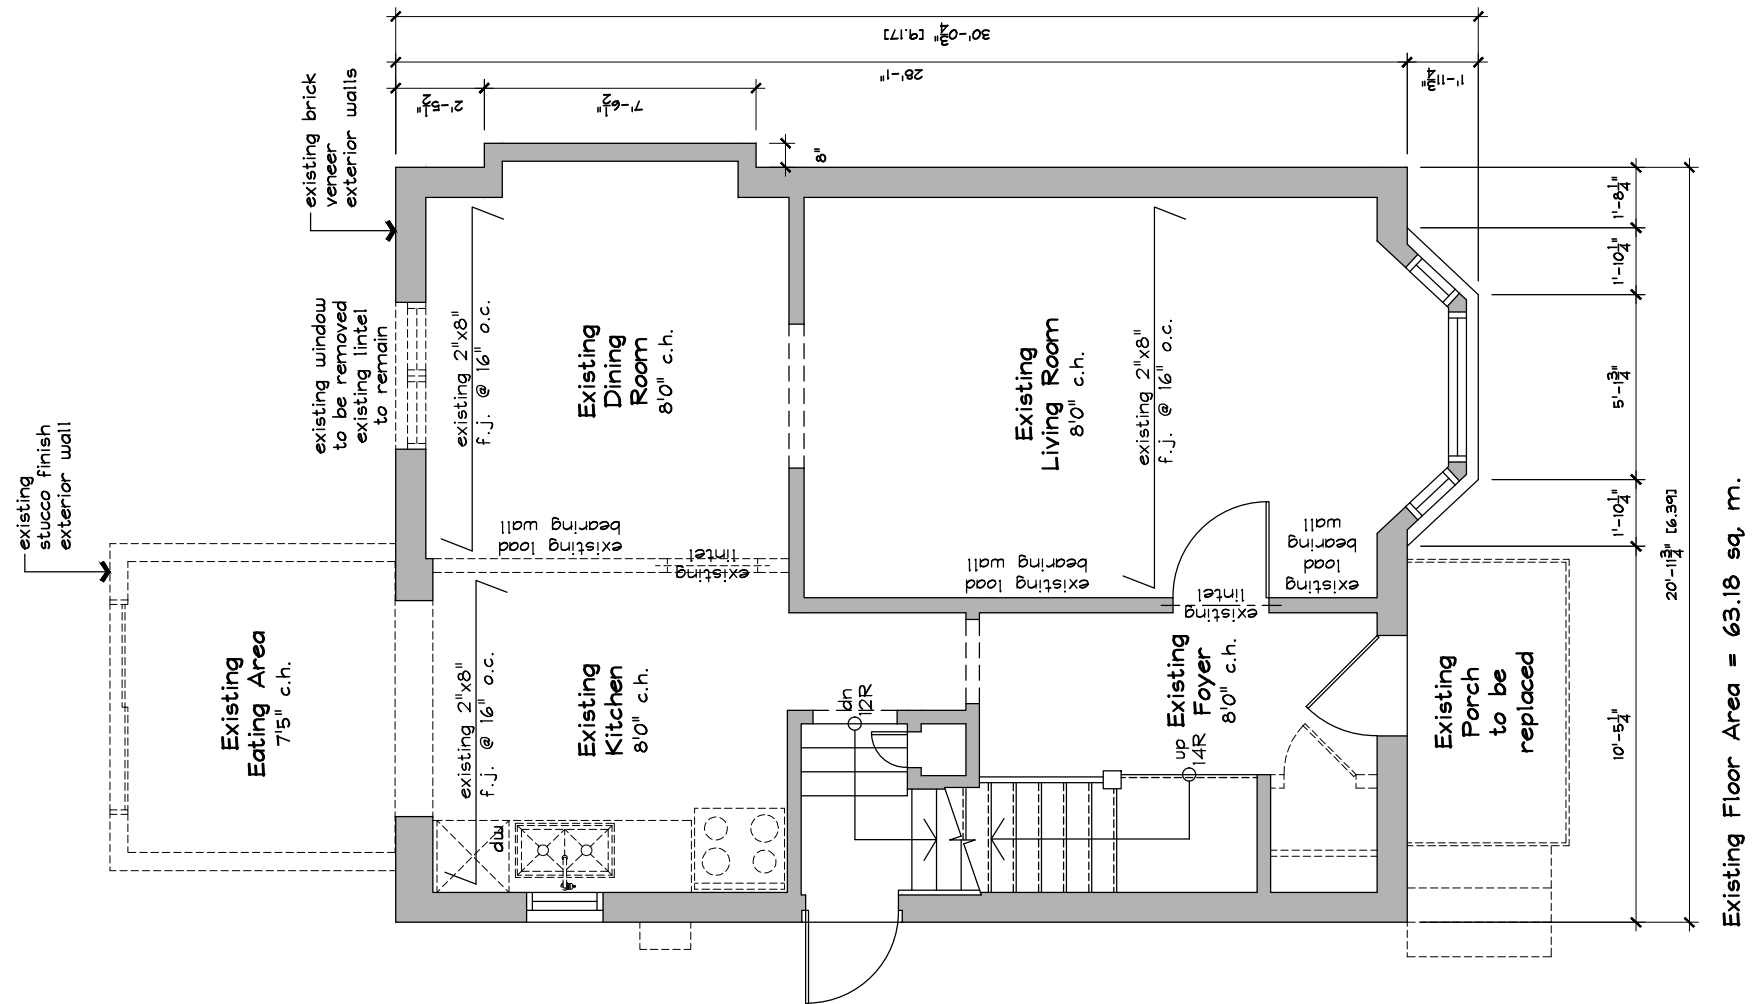 existing
stucco finish
exterior wall
existing brick
veneer
exterior walls
existing window
to be removed
existing lintel
to remain
Existing
Eating Area
7'5" c.h.
existing 2"x8"
f.j. @ 16" o.c.
existing 2"x8"
f.j. @ 16" o.c.
Existing
Dining
Room
8'0" c.h.
Existing
Kitchen
8'0" c.h.
dw
existing load
bearing wall
existing
lintel
Existing
Living Room
8'0" c.h.
existing 2"x8"
f.j. @ 16" o.c.
existing load
bearing wall
existing
lintel
existing
load
bearing
wall
dn
12R
up
14R
Existing
Foyer
8'0" c.h.
Existing
Porch
to be
replaced
30'-0 3/4" [9.17]
28'-1"
1'-11 3/4"
2'-5 1/2"
7'-6 1/2"
8"
1'-8 1/4"
1'-10 1/4"
5'-1 3/4"
1'-10 1/4"
10'-5 1/4"
20'-11 3/4" [6.39]
Existing Floor Area = 63.18 sq. m.